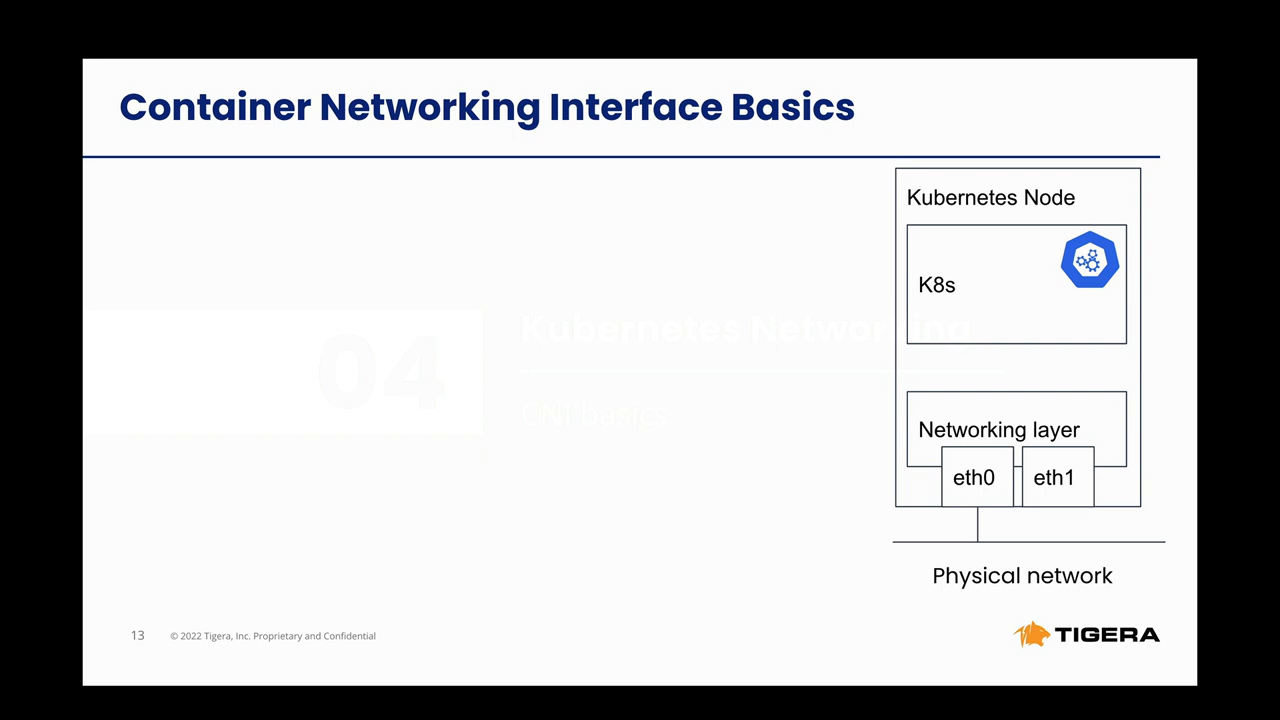 Container Networking Interface Basics
Kubernetes Node
K8s
04
Kubernetes Networking
CNI basics
Networking layer
eth0
eth1
Physical network
13
© 2022 Tigera, Inc. Proprietary and Confidential
TIGERA